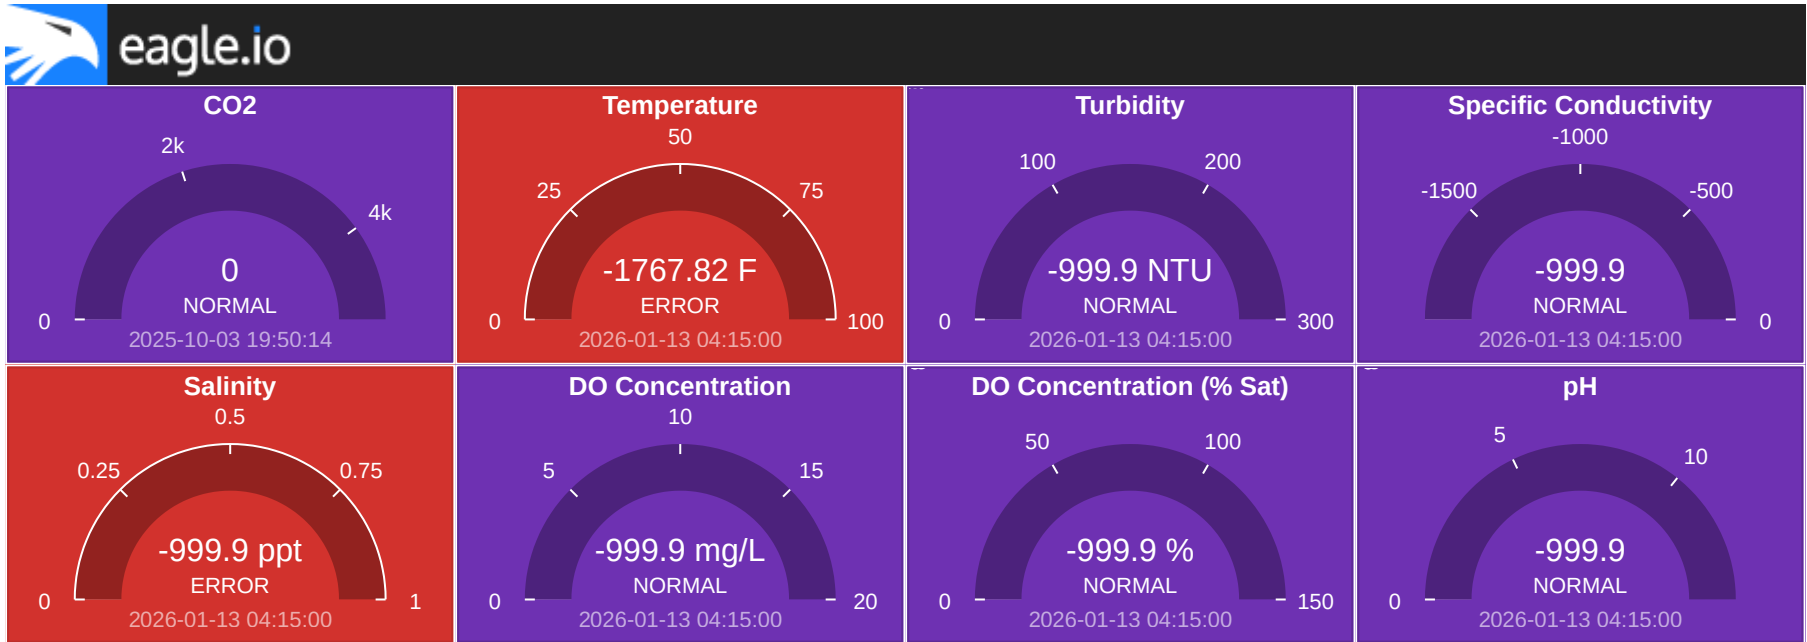 eagle.io
CO2
2k
4k
0
0
NORMAL
2025-10-03 19:50:14
Temperature
50
25
75
-1767.82 F
ERROR
0
100
2026-01-13 04:15:00
Turbidity
100
200
-999.9 NTU
NORMAL
0
300
2026-01-13 04:15:00
Specific Conductivity
-1000
-1500
-500
-999.9
NORMAL
0
2026-01-13 04:15:00
Salinity
0.5
0.25
0.75
-999.9 ppt
ERROR
0
1
2026-01-13 04:15:00
DO Concentration
10
5
15
-999.9 mg/L
NORMAL
0
20
2026-01-13 04:15:00
DO Concentration (% Sat)
50
100
-999.9 %
NORMAL
0
150
2026-01-13 04:15:00
pH
5
10
-999.9
NORMAL
0
2026-01-13 04:15:00